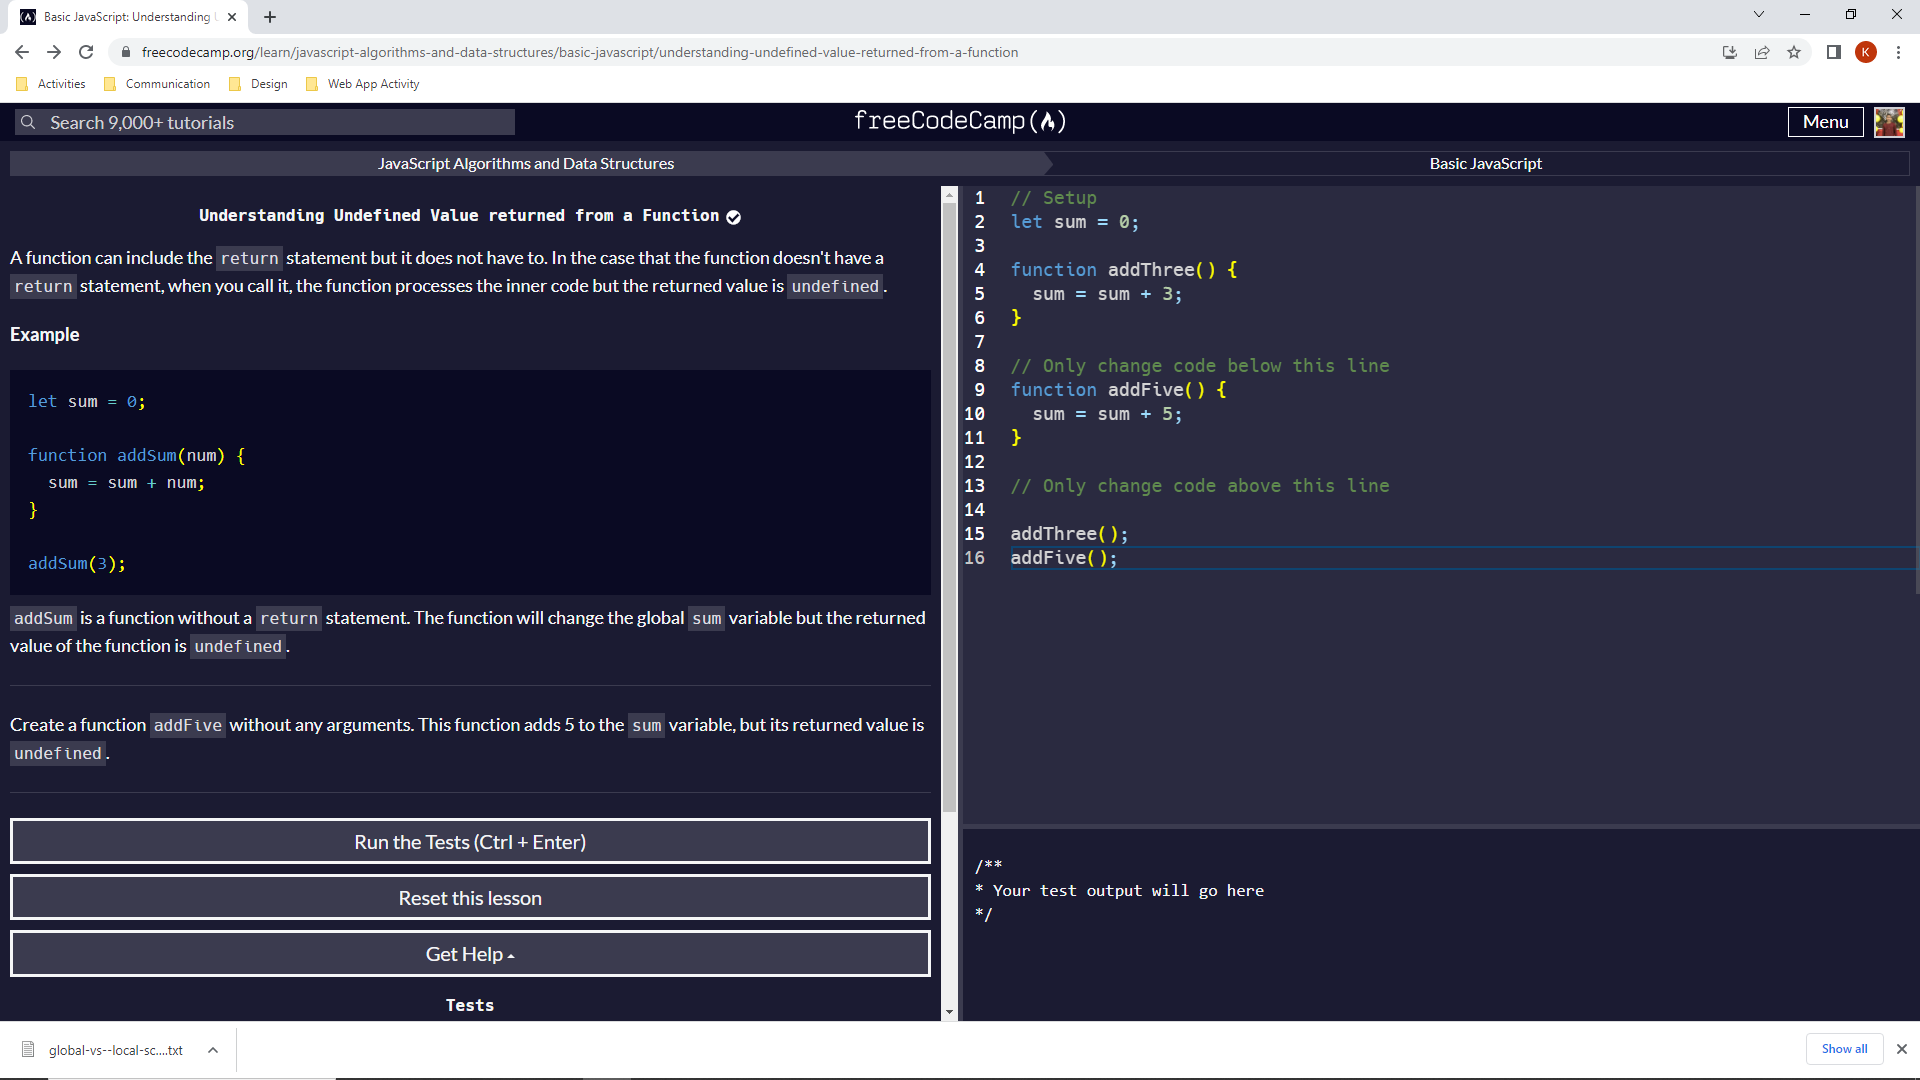 Basic JavaScript: Understanding U
freecodecamp.org/learn/javascript-algorithms-and-data-structures/basic-javascript/understanding-undefined-value-returned-from-a-function
K
Activities
Communication
Design
Web App Activity
Search 9,000+ tutorials
freeCodeCamp
Menu
JavaScript Algorithms and Data Structures
Basic JavaScript
Understanding Undefined Value returned from a Function
A function can include the return statement but it does not have to. In the case that the function doesn't have a
return statement, when you call it, the function processes the inner code but the returned value is undefined.
Example
let sum = 0;
function addSum(num) {
sum = sum + num;
}
addSum(3);
addSum is a function without a return statement. The function will change the global sum variable but the returned
value of the function is undefined.
Create a function addFive without any arguments. This function adds 5 to the sum variable, but its returned value is
undefined.
Run the Tests (Ctrl + Enter)
Reset this lesson
Get Help
Tests
1 // Setup
2 let sum = 0;
3
4 function addThree() {
5 sum = sum + 3;
6 }
7
8 // Only change code below this line
9 function addFive() {
10 sum = sum + 5;
11 }
12
13 // Only change code above this line
14
15 addThree();
16 addFive();
/**
* Your test output will go here
*/
global-vs--local-sc....txt
Show all